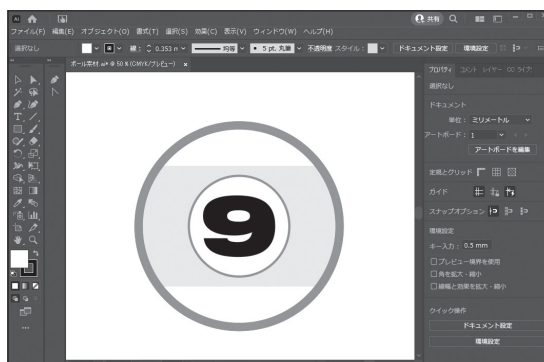 Ai
共有
ファイル(F) 編集(E) オブジェクト(O) 書式(T) 選択(S) 効果(C) 表示(V) ウィンドウ(W) ヘルプ(H)
選択なし 線: 0.353 n 均等 5 pt. 丸筆 不透明度 スタイル: ドキュメント設定 環境設定
ボール素材.ai* @ 50 % (CMYK/プレビュー) ×
プロパティ コメント レイヤー CC ライブ
選択なし
ドキュメント
単位: ミリメートル
アートボード: 1
アートボードを編集
定規とグリッド
ガイド
スナップオプション
環境設定
キー入力: 0.5 mm
プレビュー境界を使用
角を拡大・縮小
線幅と効果を拡大・縮小
クイック操作
ドキュメント設定
環境設定
9